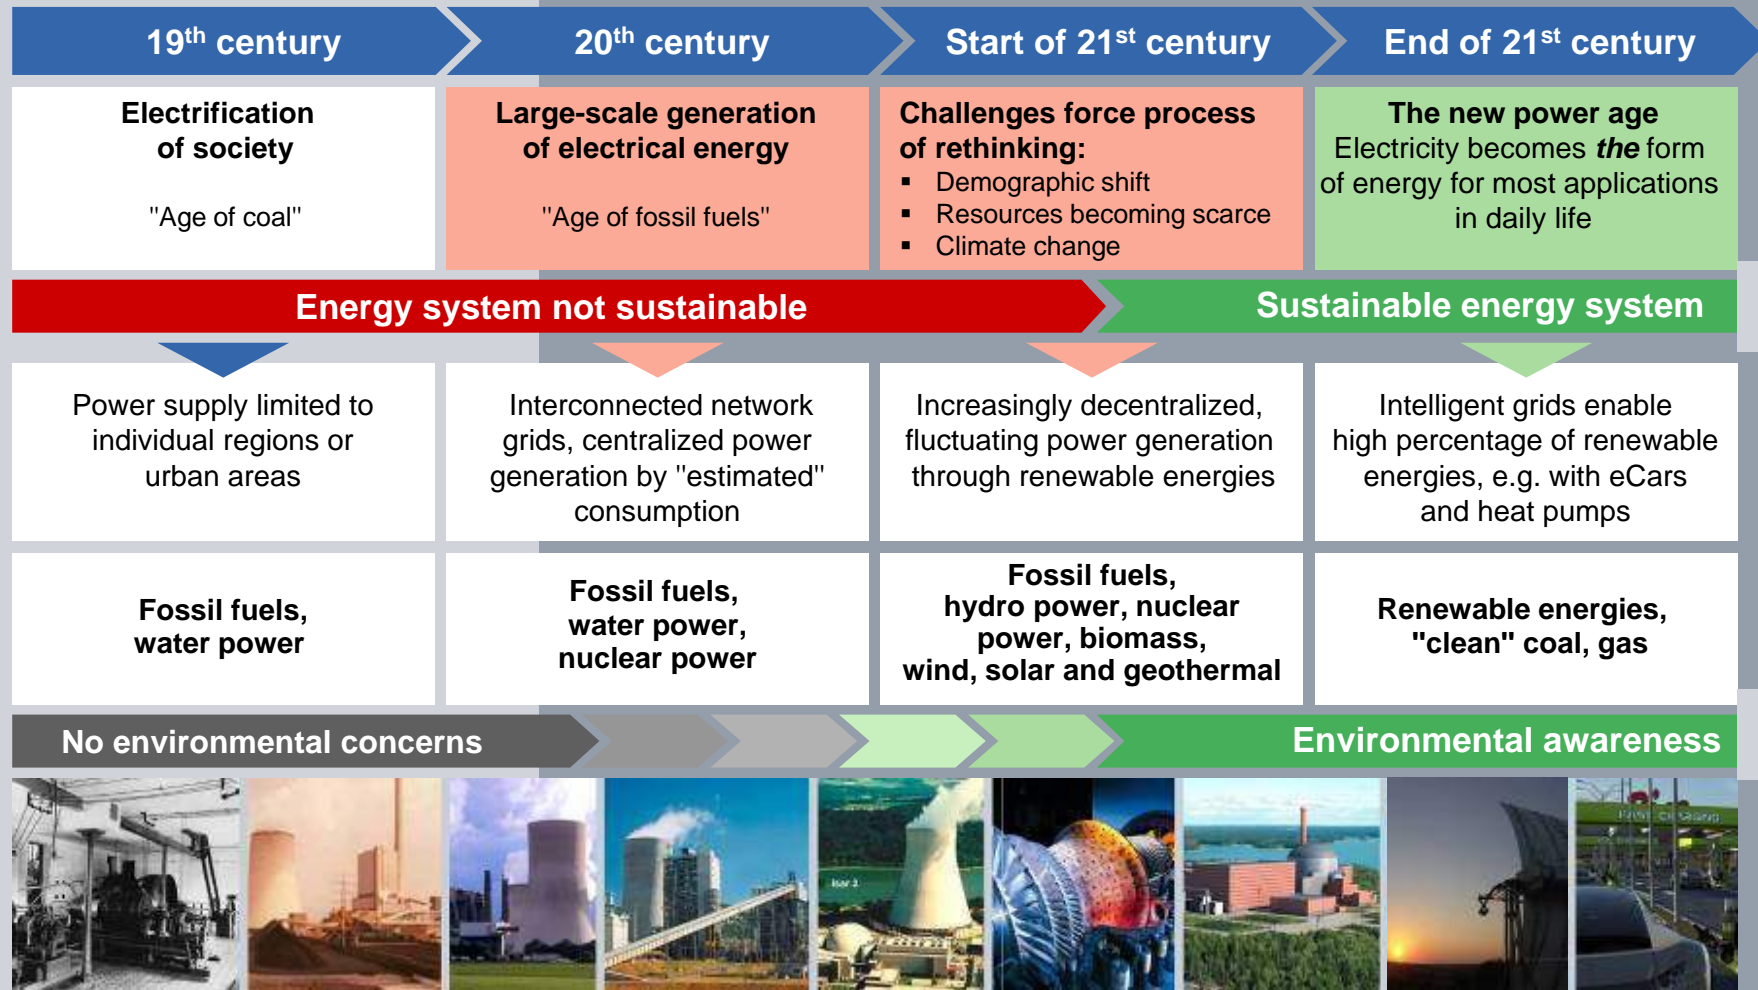 19th century
20th century
Start of 21st century
End of 21st century
Electrification
of society
"Age of coal"
Large-scale generation
of electrical energy
"Age of fossil fuels"
Challenges force process
of rethinking:
▪ Demographic shift
▪ Resources becoming scarce
▪ Climate change
The new power age
Electricity becomes the form
of energy for most applications
in daily life
Energy system not sustainable
Sustainable energy system
Power supply limited to
individual regions or
urban areas
Interconnected network
grids, centralized power
generation by "estimated"
consumption
Increasingly decentralized,
fluctuating power generation
through renewable energies
Intelligent grids enable
high percentage of renewable
energies, e.g. with eCars
and heat pumps
Fossil fuels,
water power
Fossil fuels,
water power,
nuclear power
Fossil fuels,
hydro power, nuclear
power, biomass,
wind, solar and geothermal
Renewable energies,
"clean" coal, gas
No environmental concerns
Environmental awareness
Isar 2
CHARGING